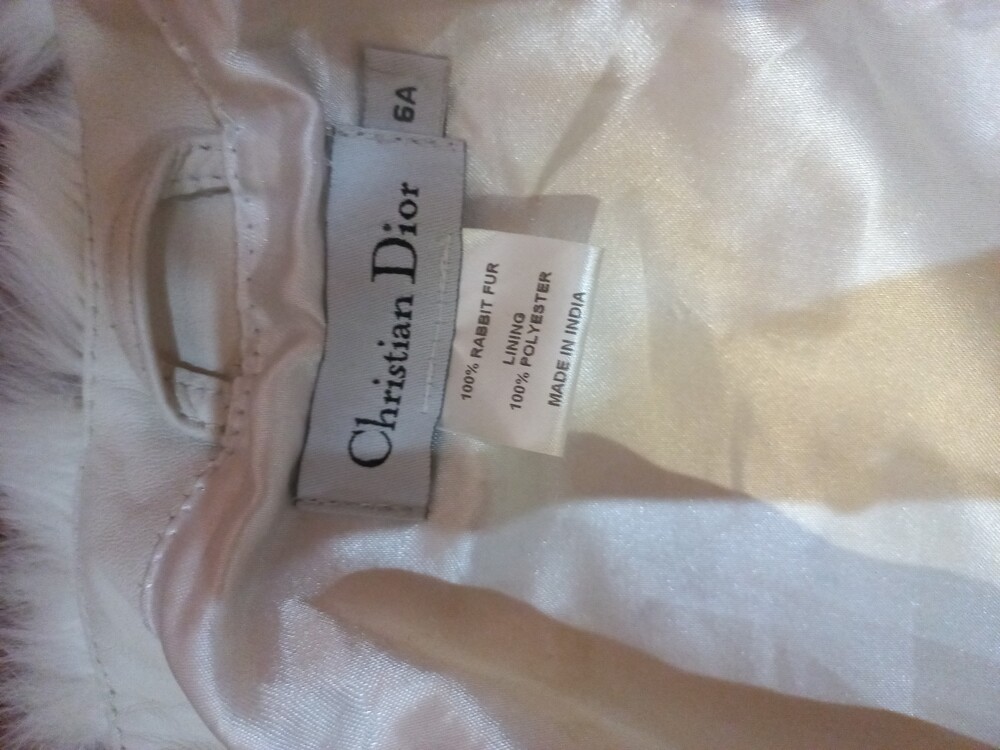 6A
Christian Dior
100% RABBIT FUR
LINING
100% POLYESTER
MADE IN INDIA